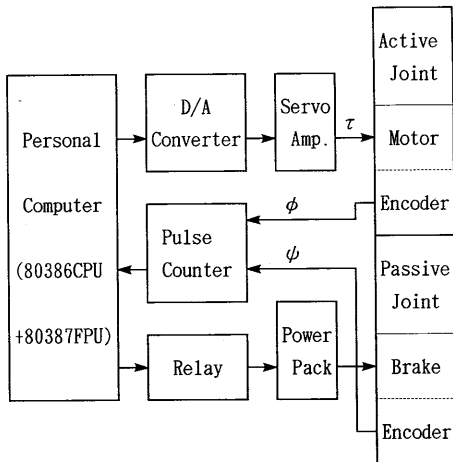 Personal
Computer
(80386CPU
+80387FPU)
D/A
Converter
Servo
Amp.
τ
Active
Joint
Motor
Encoder
Pulse
Counter
ϕ
ψ
Passive
Joint
Relay
Power
Pack
Brake
Encoder